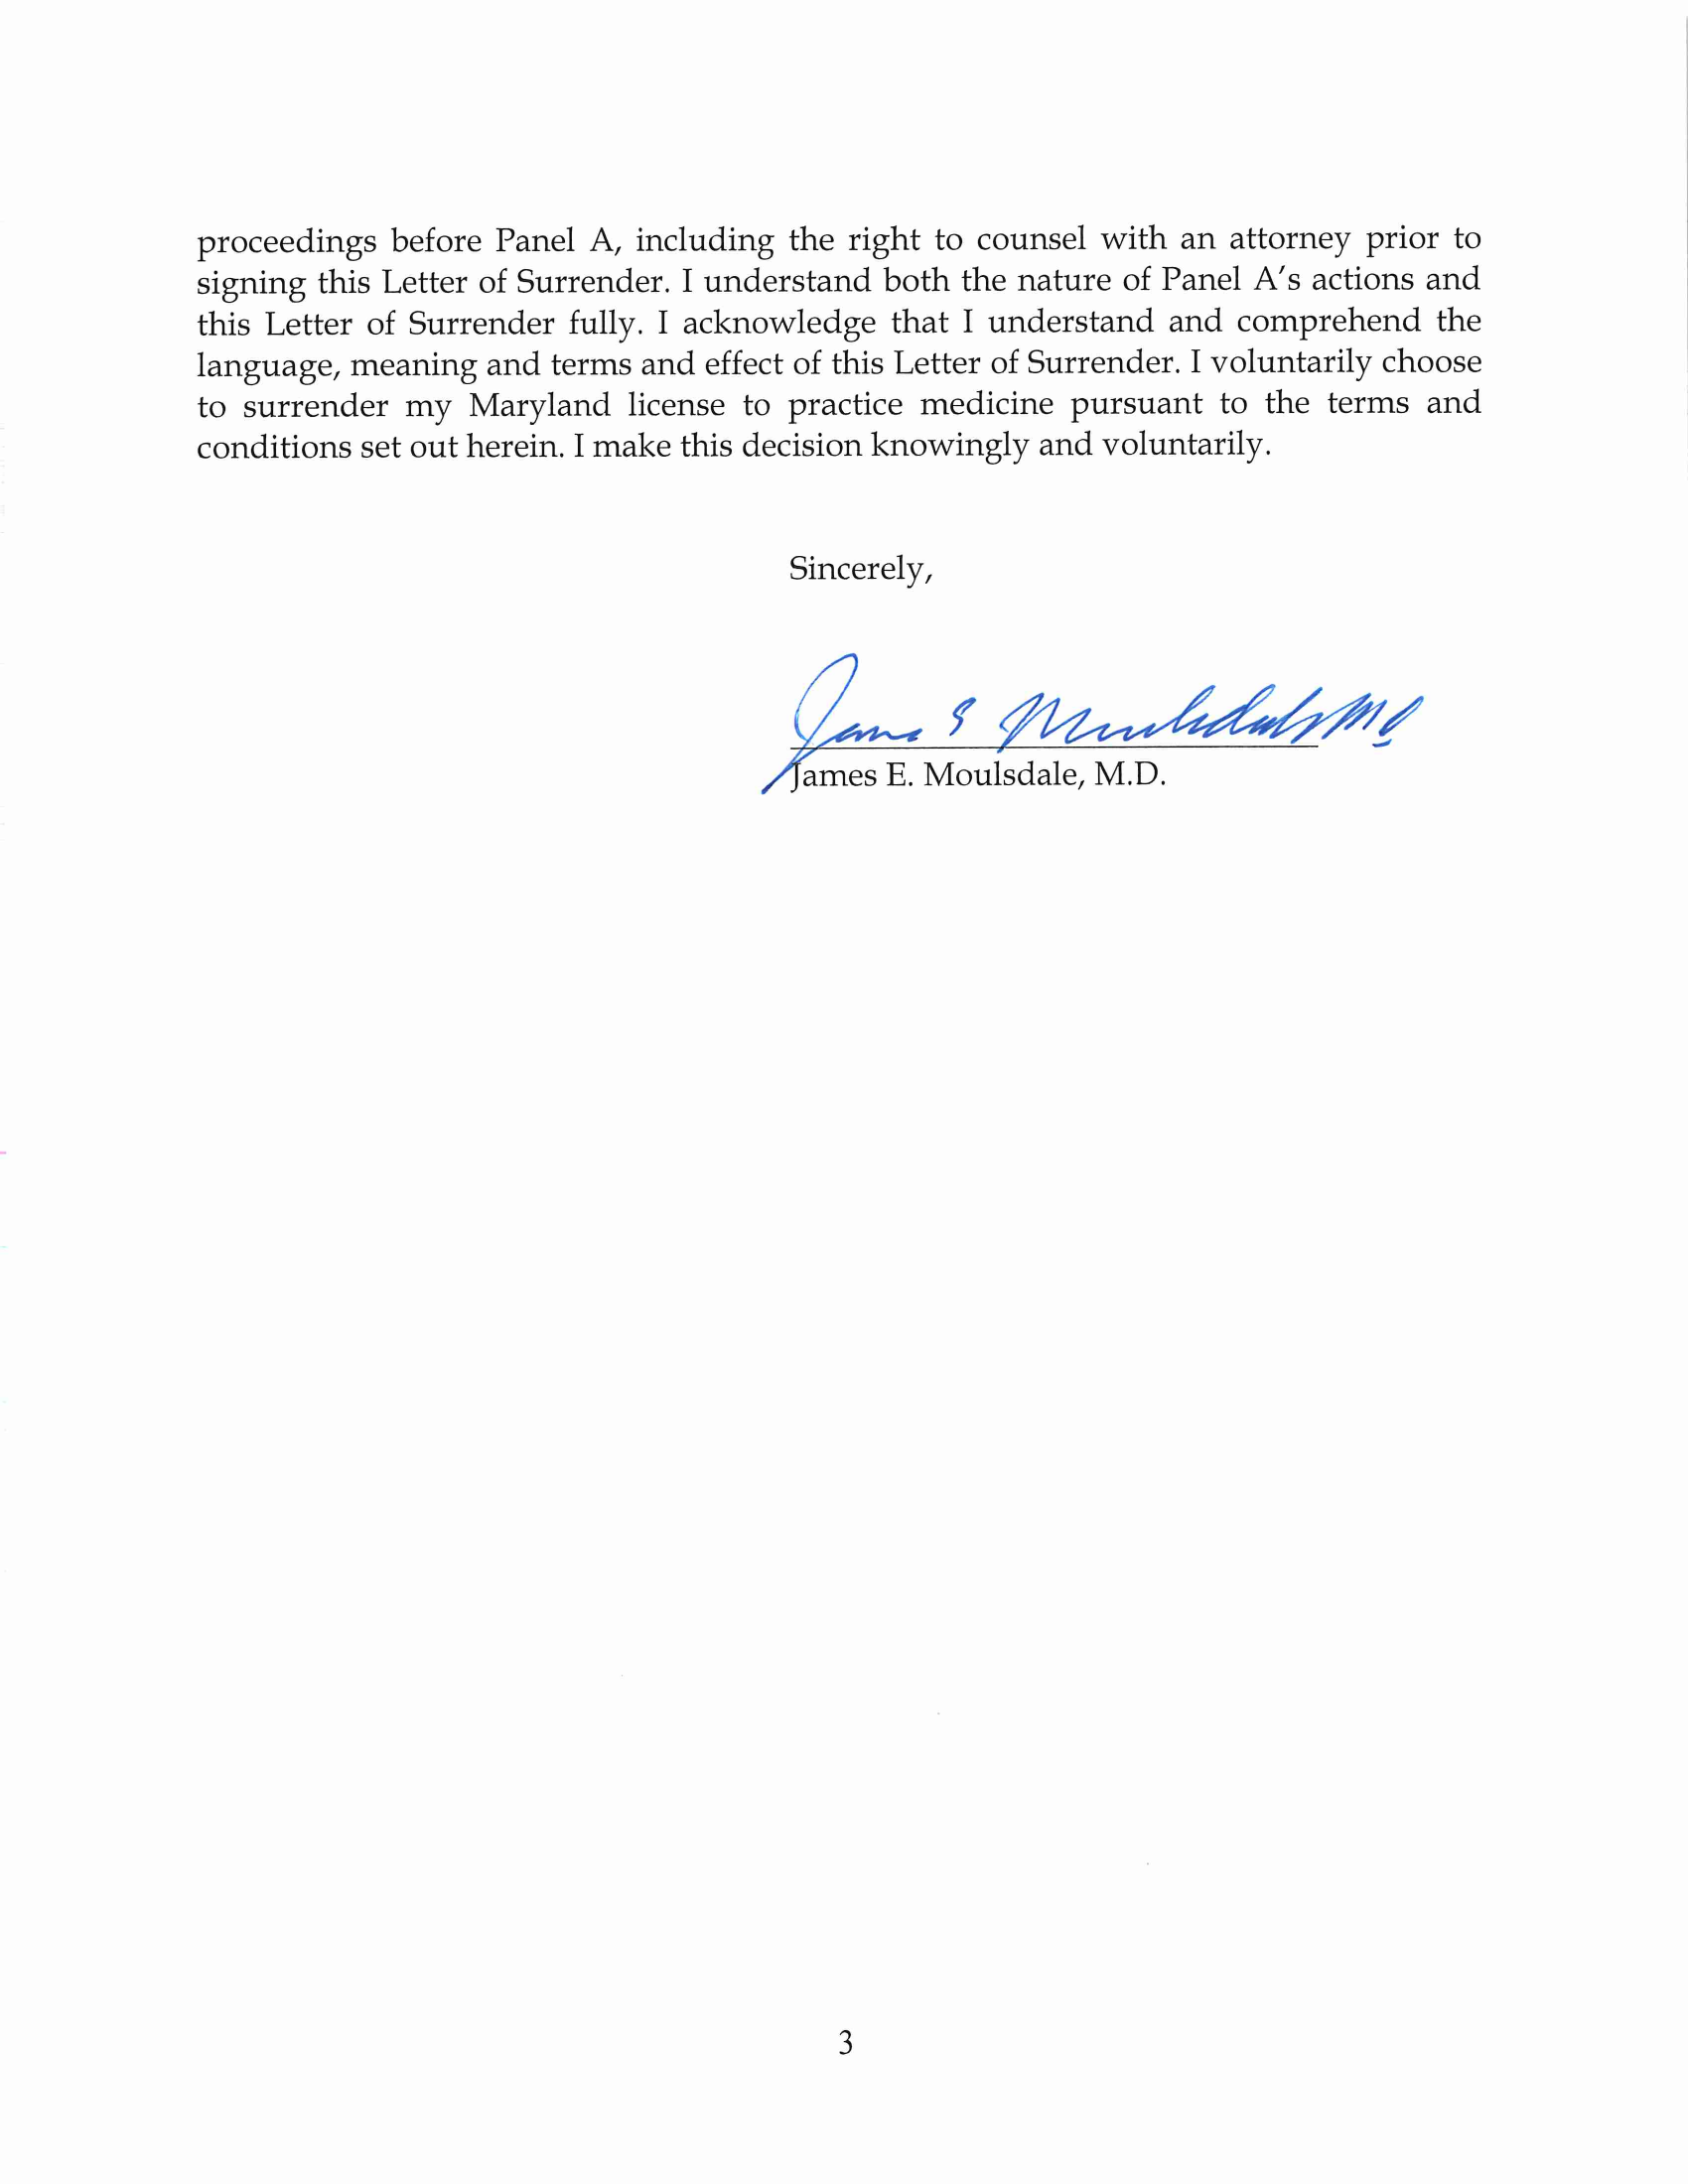 proceedings before Panel A, including the right to counsel with an attorney prior to
signing this Letter of Surrender. I understand both the nature of Panel A's actions and
this Letter of Surrender fully. I acknowledge that I understand and comprehend the
language, meaning and terms and effect of this Letter of Surrender. I voluntarily choose
to surrender my Maryland license to practice medicine pursuant to the terms and
conditions set out herein. I make this decision knowingly and voluntarily.
Sincerely,
James E Moulsdale MD
James E. Moulsdale, M.D.
3